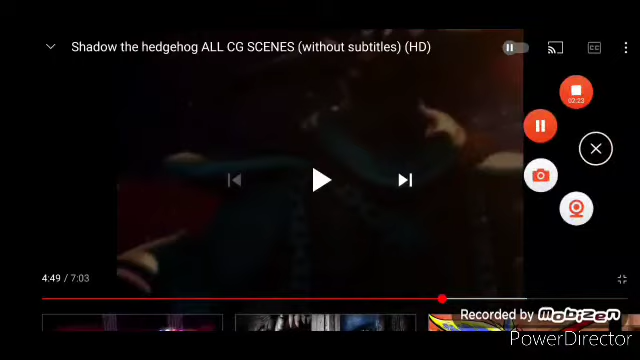 Shadow the hedgehog ALL CG SCENES (without subtitles) (HD)
CC
02:23
4:49 / 7:03
Recorded by Mobizen
PowerDirector